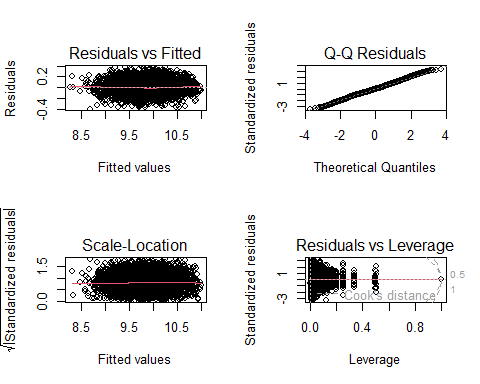 Residuals vs Fitted
Residuals
0.2
-0.4
8.5 9.5 10.5
Fitted values
Q-Q Residuals
Standardized residuals
1
-3
-4 -2 0 2 4
Theoretical Quantiles
Scale-Location
√|Standardized residuals|
1.5
0.0
8.5 9.5 10.5
Fitted values
Residuals vs Leverage
Standardized residuals
1
-3
0.5
1
Cook's distance
0.0 0.4 0.8
Leverage